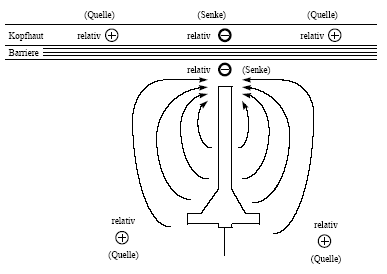 (Quelle) (Senke) (Quelle)
Kopfhaut relativ + relativ − relativ +
Barriere
relativ − (Senke)
relativ relativ
+ +
(Quelle) (Quelle)